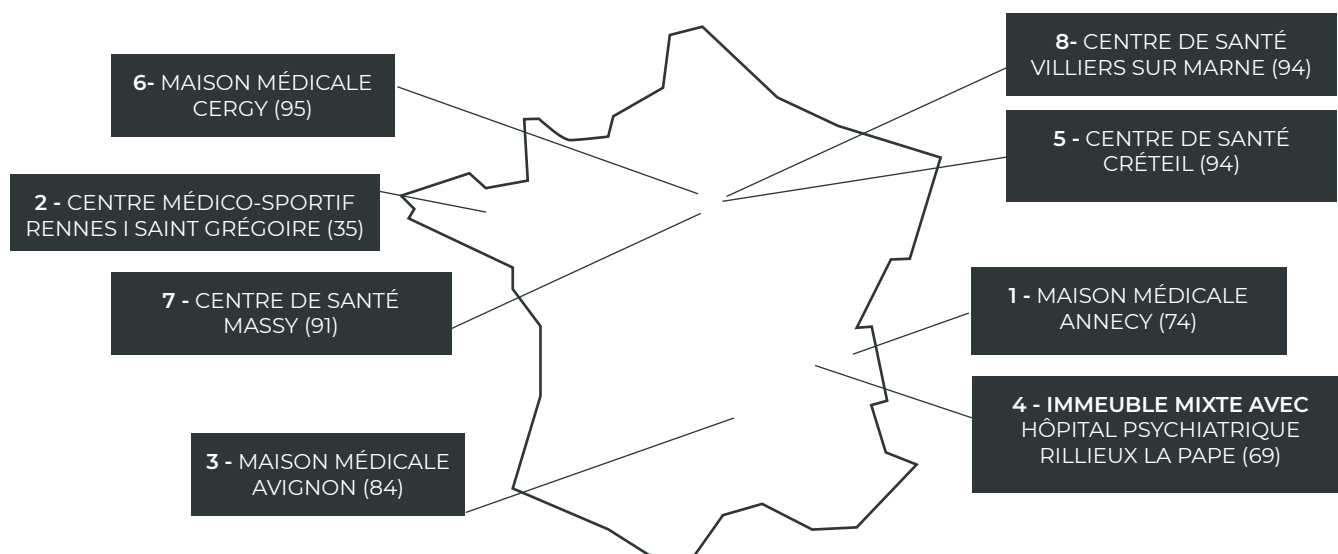 6- MAISON MÉDICALE
CERGY (95)
2 - CENTRE MÉDICO-SPORTIF
RENNES I SAINT GRÉGOIRE (35)
7 - CENTRE DE SANTÉ
MASSY (91)
3 - MAISON MÉDICALE
AVIGNON (84)
8- CENTRE DE SANTÉ
VILLIERS SUR MARNE (94)
5 - CENTRE DE SANTÉ
CRÉTEIL (94)
1 - MAISON MÉDICALE
ANNECY (74)
4 - IMMEUBLE MIXTE AVEC
HÔPITAL PSYCHIATRIQUE
RILLIEUX LA PAPE (69)